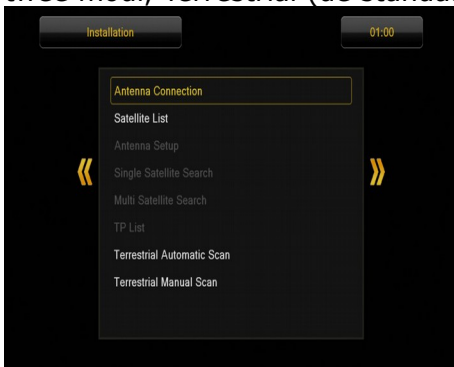 Installation 01:00
Antenna Connection
Satellite List
Antenna Setup
Single Satellite Search
Multi Satellite Search
TP List
Terrestrial Automatic Scan
Terrestrial Manual Scan